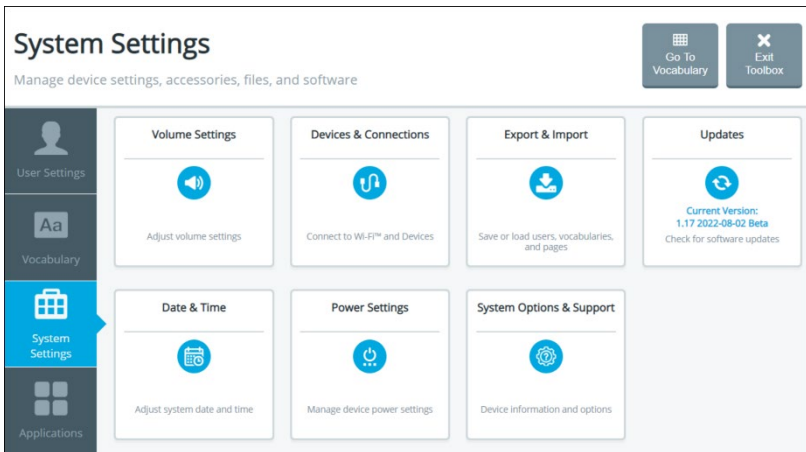 System Settings
Manage device settings, accessories, files, and software
Go To
Vocabulary
Exit
Toolbox
User Settings
Aa
Vocabulary
System
Settings
Applications
Volume Settings
Adjust volume settings
Devices & Connections
Connect to Wi-Fi™ and Devices
Export & Import
Save or load users, vocabularies,
and pages
Updates
Current Version:
1.17 2022-08-02 Beta
Check for software updates
Date & Time
Adjust system date and time
Power Settings
Manage device power settings
System Options & Support
Device information and options